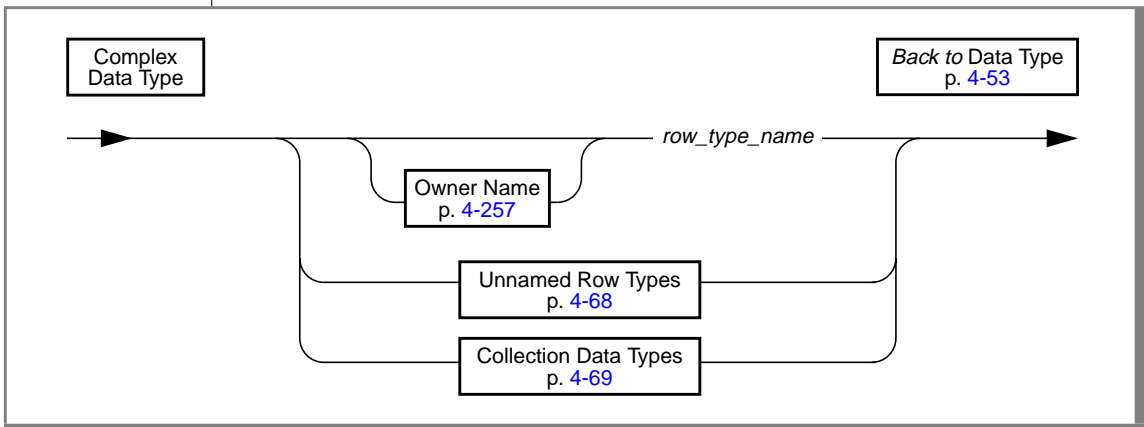 Complex
Data Type
Back to Data Type
p. 4-53
row_type_name
Owner Name
p. 4-257
Unnamed Row Types
p. 4-68
Collection Data Types
p. 4-69